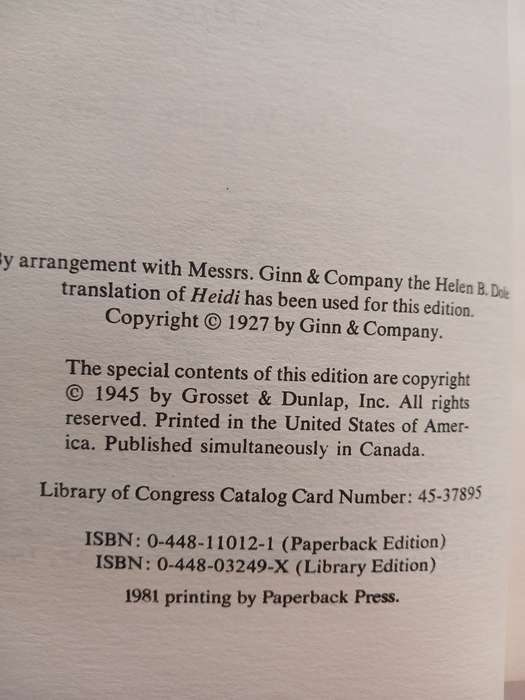 By arrangement with Messrs. Ginn & Company the Helen B. Dole
translation of Heidi has been used for this edition.
Copyright © 1927 by Ginn & Company.
The special contents of this edition are copyright
© 1945 by Grosset & Dunlap, Inc. All rights
reserved. Printed in the United States of Amer-
ica. Published simultaneously in Canada.
Library of Congress Catalog Card Number: 45-37895
ISBN: 0-448-11012-1 (Paperback Edition)
ISBN: 0-448-03249-X (Library Edition)
1981 printing by Paperback Press.